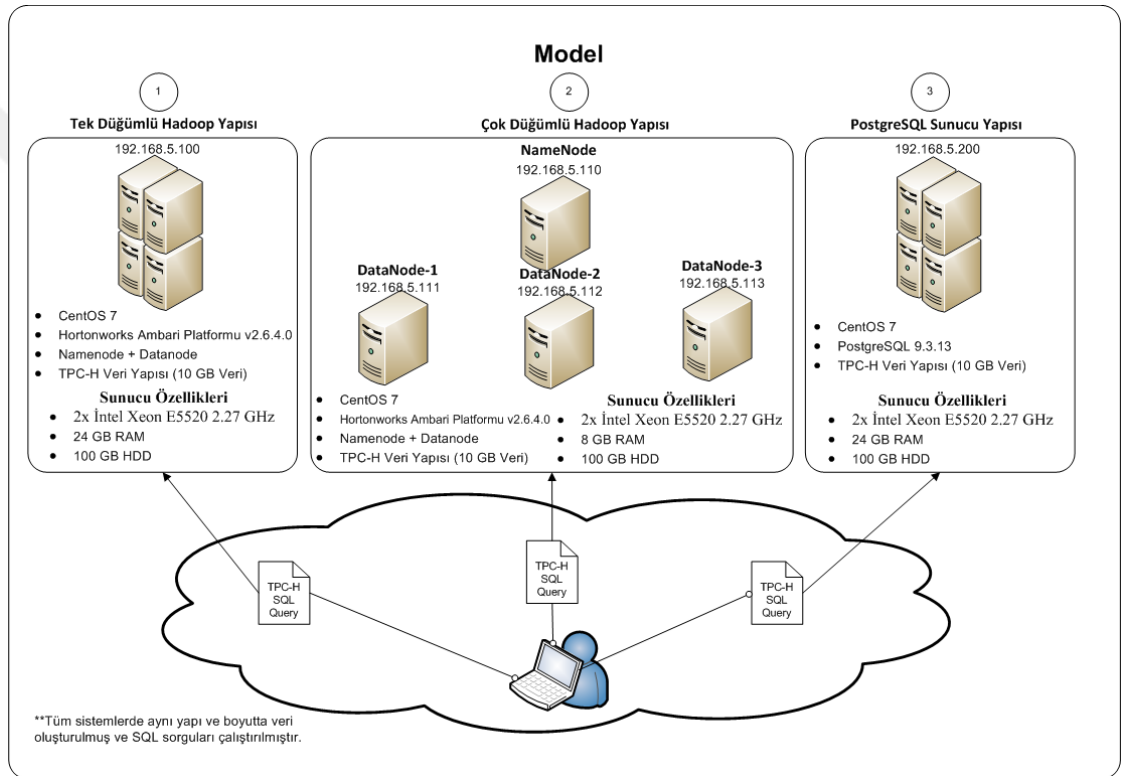 Model
1
Tek Düğümlü Hadoop Yapısı
192.168.5.100
• CentOS 7
• Hortonworks Ambari Platformu v2.6.4.0
• Namenode + Datanode
• TPC-H Veri Yapısı (10 GB Veri)
Sunucu Özellikleri
• 2x İntel Xeon E5520 2.27 GHz
• 24 GB RAM
• 100 GB HDD
2
Çok Düğümlü Hadoop Yapısı
NameNode
192.168.5.110
DataNode-1
192.168.5.111
DataNode-2
192.168.5.112
DataNode-3
192.168.5.113
• CentOS 7
• Hortonworks Ambari Platformu v2.6.4.0
• Namenode + Datanode
• TPC-H Veri Yapısı (10 GB Veri)
Sunucu Özellikleri
• 2x İntel Xeon E5520 2.27 GHz
• 8 GB RAM
• 100 GB HDD
3
PostgreSQL Sunucu Yapısı
192.168.5.200
• CentOS 7
• PostgreSQL 9.3.13
• TPC-H Veri Yapısı (10 GB Veri)
Sunucu Özellikleri
• 2x İntel Xeon E5520 2.27 GHz
• 24 GB RAM
• 100 GB HDD
TPC-H
SQL
Query
TPC-H
SQL
Query
TPC-H
SQL
Query
**Tüm sistemlerde aynı yapı ve boyutta veri
oluşturulmuş ve SQL sorguları çalıştırılmıştır.